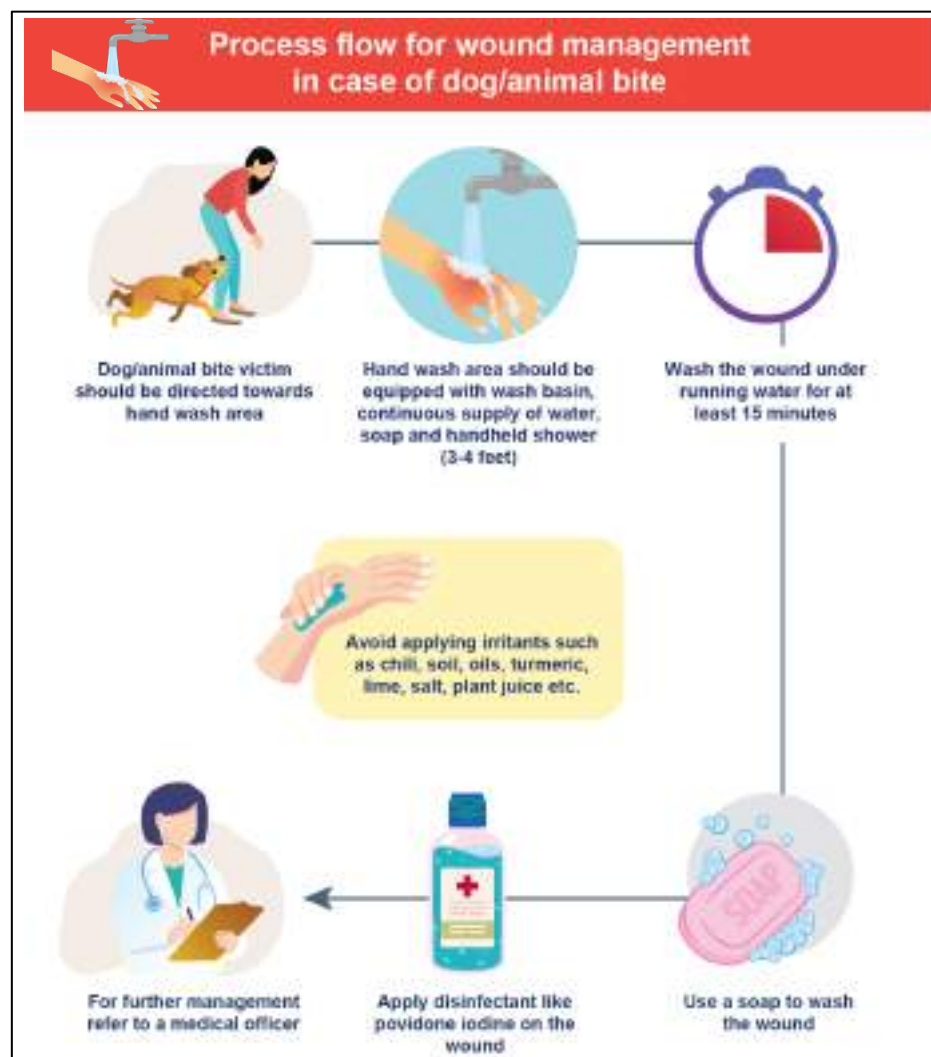 Process flow for wound management
in case of dog/animal bite
Dog/animal bite victim
should be directed towards
hand wash area
Hand wash area should be
equipped with wash basin,
continuous supply of water,
soap and handheld shower
(3-4 feet)
Wash the wound under
running water for at
least 15 minutes
Avoid applying irritants such
as chili, soil, oils, turmeric,
lime, salt, plant juice etc.
SOAP
Use a soap to wash
the wound
Apply disinfectant like
povidone iodine on the
wound
For further management
refer to a medical officer